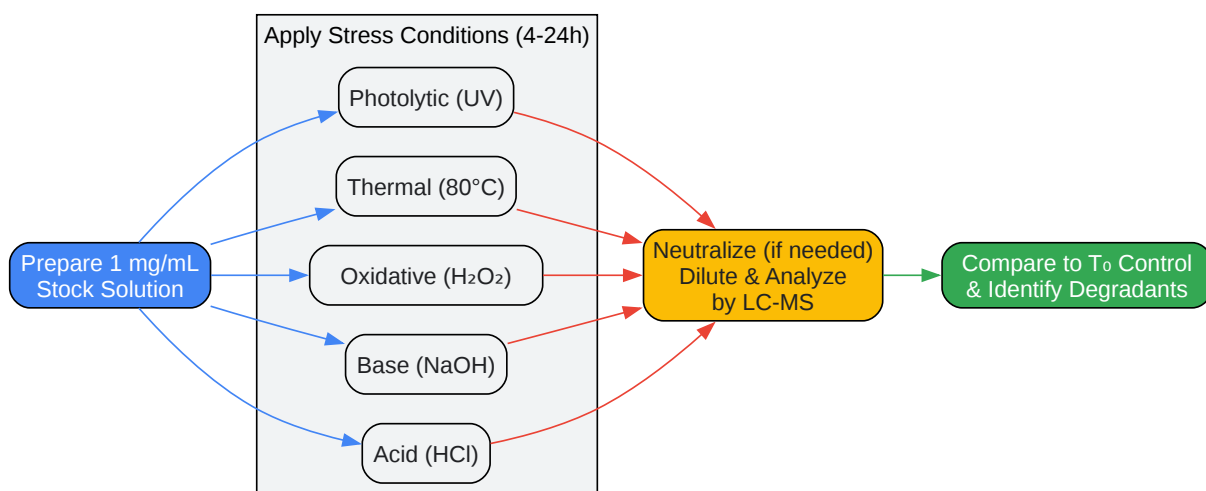 Apply Stress Conditions (4-24h)
Photolytic (UV)
Thermal (80°C)
Prepare 1 mg/mL
Stock Solution
Oxidative (H₂O₂)
Neutralize (if needed)
Dilute & Analyze
by LC-MS
Compare to T₀ Control
& Identify Degradants
Base (NaOH)
Acid (HCl)